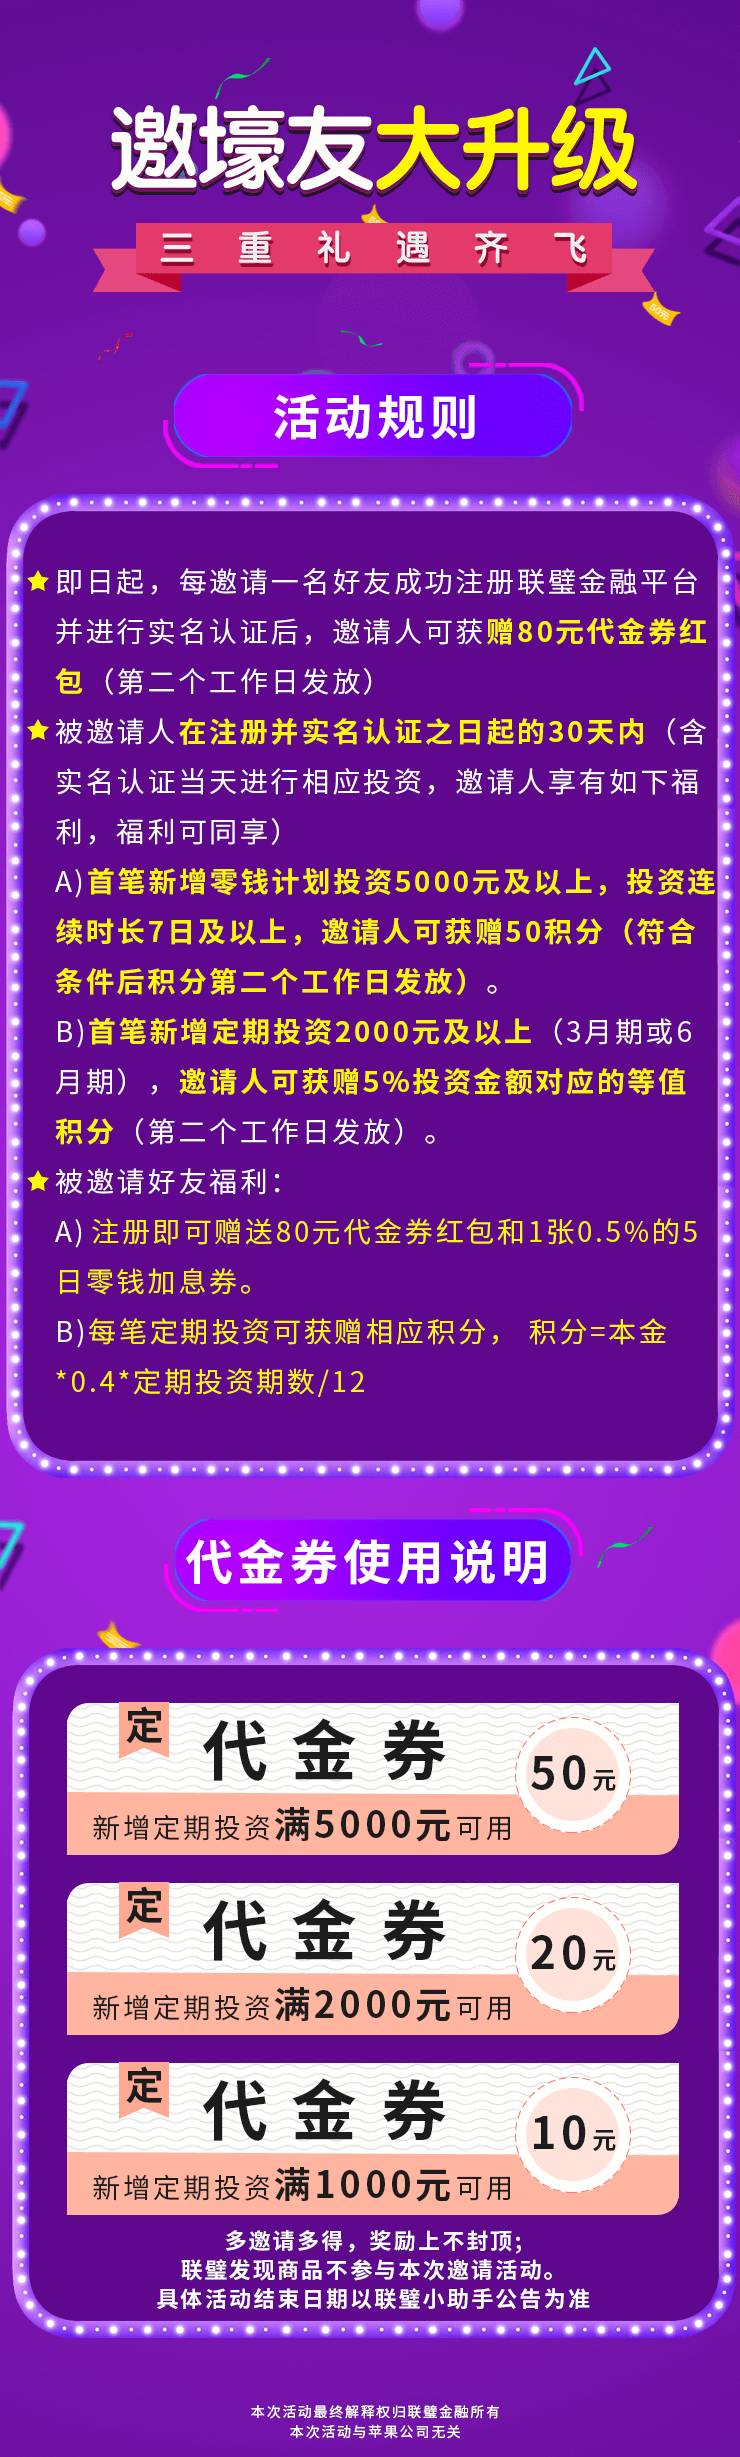 邀壕友大升级
三重礼遇齐飞
50元
活动规则
即日起，每邀请一名好友成功注册联璧金融平台
并进行实名认证后，邀请人可获赠80元代金券红
包（第二个工作日发放）
被邀请人在注册并实名认证之日起的30天内（含
实名认证当天进行相应投资，邀请人享有如下福
利，福利可同享）
A)首笔新增零钱计划投资5000元及以上，投资连
续时长7日及以上，邀请人可获赠50积分（符合
条件后积分第二个工作日发放）。
B)首笔新增定期投资2000元及以上（3月期或6
月期），邀请人可获赠5%投资金额对应的等值
积分（第二个工作日发放）。
被邀请好友福利：
A) 注册即可赠送80元代金券红包和1张0.5%的5
日零钱加息券。
B)每笔定期投资可获赠相应积分， 积分=本金
*0.4*定期投资期数/12
代金券使用说明
定
代金券
50元
新增定期投资满5000元可用
定
代金券
20元
新增定期投资满2000元可用
定
代金券
10元
新增定期投资满1000元可用
多邀请多得，奖励上不封顶;
联璧发现商品不参与本次邀请活动。
具体活动结束日期以联璧小助手公告为准
本次活动最终解释权归联璧金融所有
本次活动与苹果公司无关